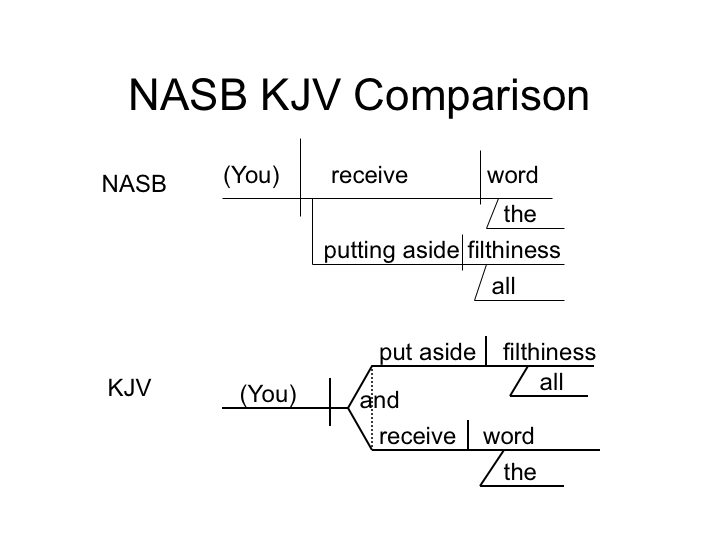 NASB KJV Comparison
NASB (You) receive word
the
putting aside filthiness
all
put aside filthiness
all
KJV (You) and
receive word
the